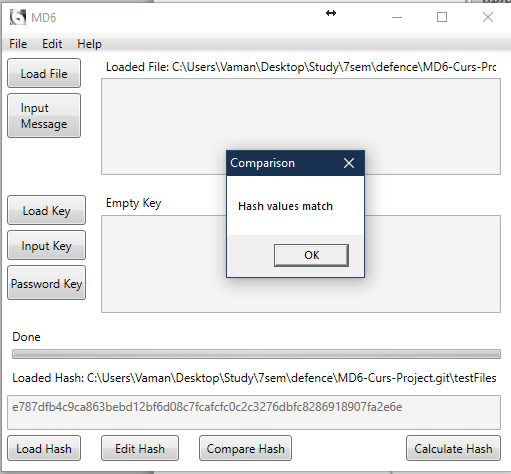 MD6
File Edit Help
Load File
Loaded File: C:\Users\Vaman\Desktop\Study\7sem\defence\MD6-Curs-Prc
Input
Message
Comparison
Hash values match
OK
Load Key
Empty Key
Input Key
Password Key
Done
Loaded Hash: C:\Users\Vaman\Desktop\Study\7sem\defence\MD6-Curs-Project.git\testFiles
e787dfb4c9ca863bebd12bf6d08c7fcafcfc0c2c3276dbfc8286918907fa2e6e
Load Hash Edit Hash Compare Hash Calculate Hash